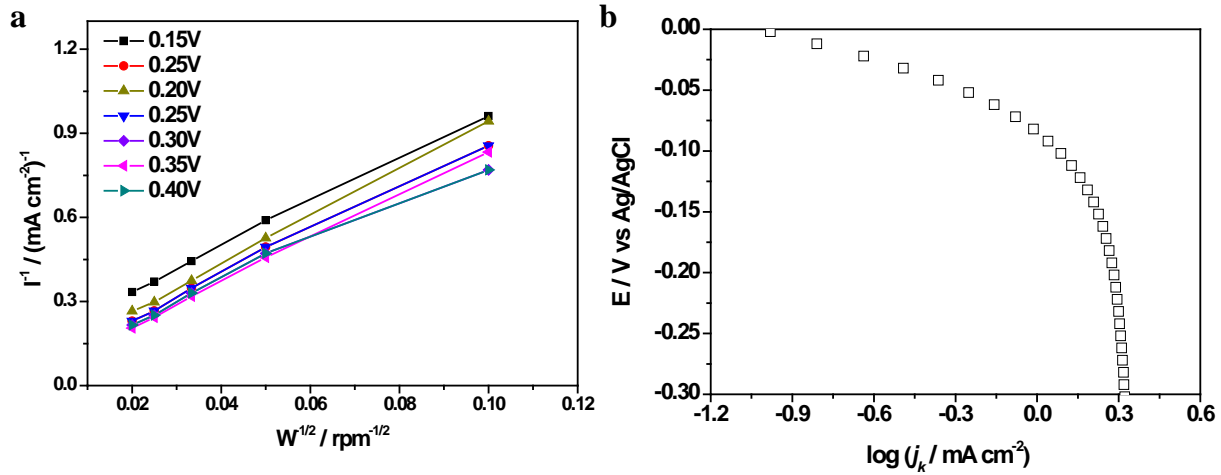 a
1.2
0.9
0.6
0.3
0.0
I⁻¹ / (mA cm⁻²)⁻¹
0.15V
0.25V
0.20V
0.25V
0.30V
0.35V
0.40V
0.02 0.04 0.06 0.08 0.10 0.12
W⁻¹/² / rpm⁻¹/²
b
0.00
-0.05
-0.10
-0.15
-0.20
-0.25
-0.30
E / V vs Ag/AgCl
-1.2 -0.9 -0.6 -0.3 0.0 0.3 0.6
log (jₖ / mA cm⁻²)